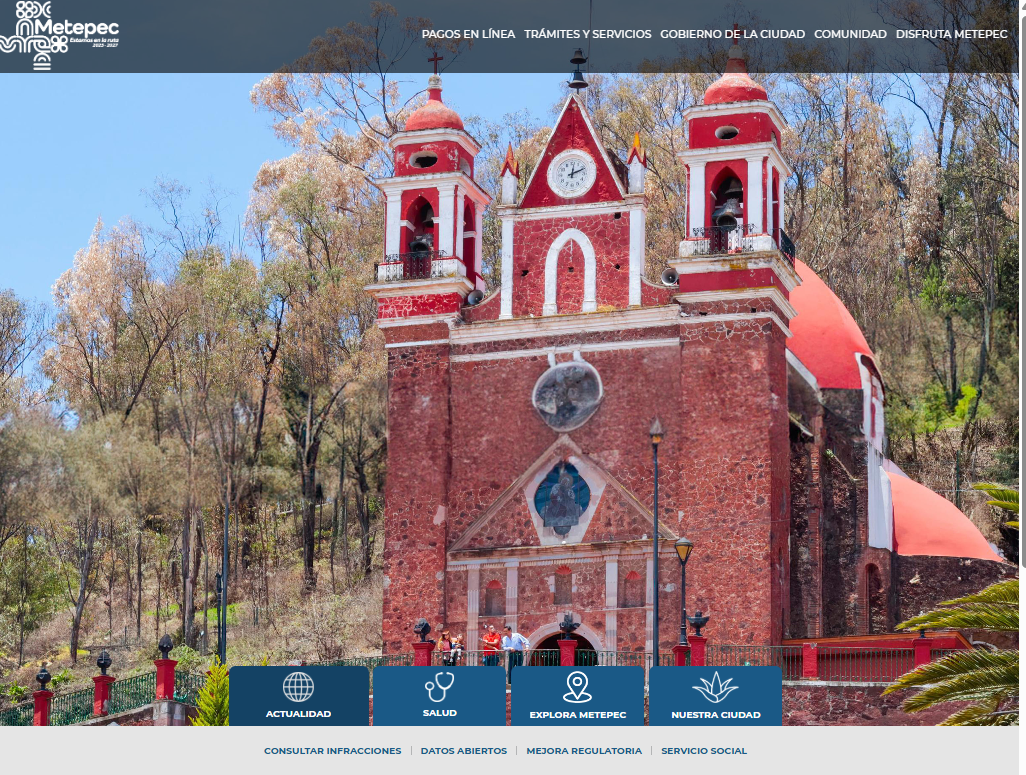 Metepec
Estamos en la ruta
2025 - 2027
PAGOS EN LÍNEA TRÁMITES Y SERVICIOS GOBIERNO DE LA CIUDAD COMUNIDAD DISFRUTA METEPEC
ACTUALIDAD SALUD EXPLORA METEPEC NUESTRA CIUDAD
CONSULTAR INFRACCIONES DATOS ABIERTOS MEJORA REGULATORIA SERVICIO SOCIAL